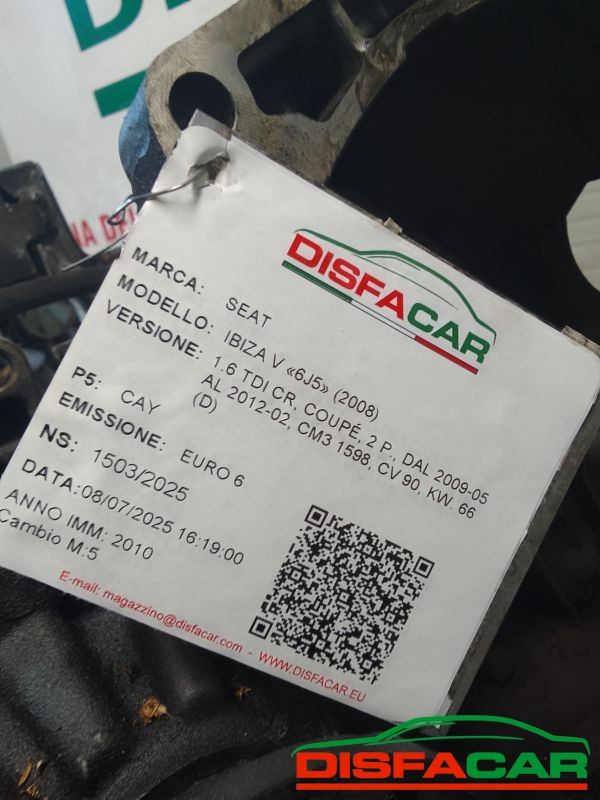 NA DEL
DISFACAR
MARCA: SEAT
MODELLO: IBIZA V «6J5» (2008)
VERSIONE: 1.6 TDI CR, COUPÉ, 2 P., DAL 2009-05
AL 2012-02, CM3 1598, CV 90, KW. 66
(D)
P5: CAY
EMISSIONE: EURO 6
NS: 1503/2025
DATA:08/07/2025 16:19:00
ANNO IMM: 2010
Cambio M:5
E-mail: magazzino@disfacar.com - WWW.DISFACAR.EU
DISFACAR